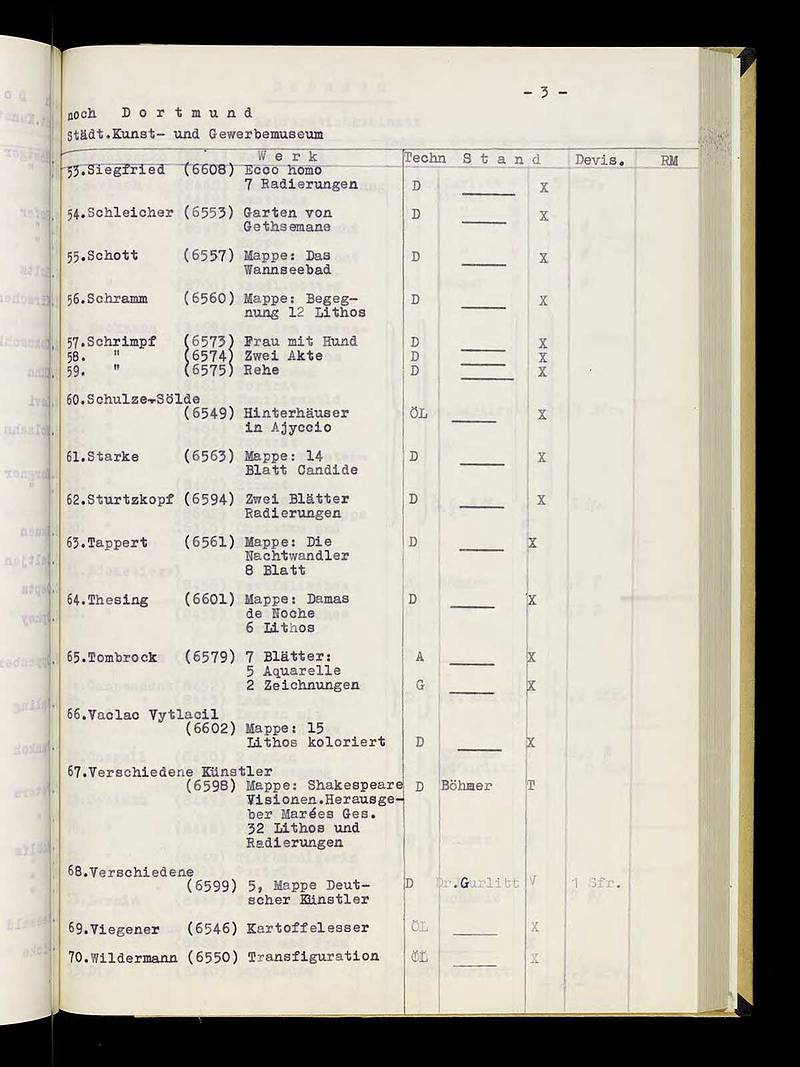 - 3 -
noch D o r t m u n d
Städt.Kunst- und Gewerbemuseum
W e r k Techn S t a n d Devis. RM
53.Siegfried (6608) Ecco homo
7 Radierungen D _____ X
54.Schleicher (6553) Garten von D _____ X
Gethsemane
55.Schott (6557) Mappe: Das D _____ X
Wannseebad
56.Schramm (6560) Mappe: Begeg- D _____ X
nung 12 Lithos
57.Schrimpf (6573) Frau mit Hund D _____ X
58. " (6574) Zwei Akte D _____ X
59. " (6575) Rehe D _____ X
60.Schulze-Sölde
(6549) Hinterhäuser ÖL _____ X
in Ajyccio
61.Starke (6563) Mappe: 14 D _____ X
Blatt Candide
62.Sturtzkopf (6594) Zwei Blätter D _____ X
Radierungen
63.Tappert (6561) Mappe: Die D _____ X
Nachtwandler
8 Blatt
64.Thesing (6601) Mappe: Damas D _____ X
de Noche
6 Lithos
65.Tombrock (6579) 7 Blätter: A _____ X
5 Aquarelle
2 Zeichnungen G _____ X
66.Vaclac Vytlacil
(6602) Mappe: 15
Lithos koloriert D _____ X
67.Verschiedene Künstler
(6598) Mappe: Shakespeare D Böhmer T
Visionen.Herausge-
ber Marées Ges.
32 Lithos und
Radierungen
68.Verschiedene
(6599) 5, Mappe Deut- D Dr.Gurlitt V 1 Sfr.
scher Künstler
69.Viegener (6546) Kartoffelesser ÖL _____ X
70.Wildermann (6550) Transfiguration ÖL _____ X